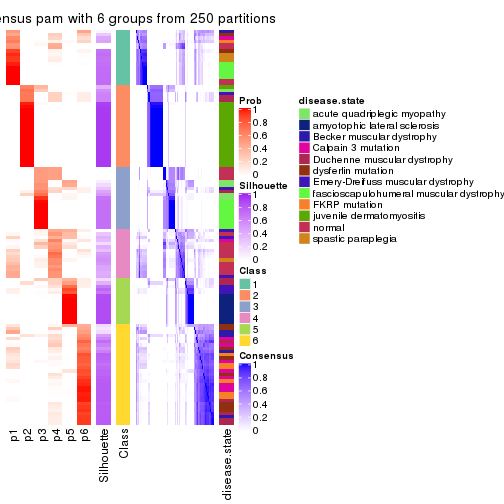 ensus pam with 6 groups from 250 partitions
Prob
1
0.8
0.6
0.4
0.2
0
Silhouette
1
0.8
0.6
0.4
0.2
0
Class
1
2
3
4
5
6
Consensus
1
0.8
0.6
0.4
0.2
0
disease.state
acute quadriplegic myopathy
amyotophic lateral sclerosis
Becker muscular dystrophy
Calpain 3 mutation
Duchenne muscular dystrophy
dysferlin mutation
Emery-Dreifuss muscular dystrophy
fascioscapulohumeral muscular dystrophy
FKRP mutation
juvenile dermatomyositis
normal
spastic paraplegia
p1
p2
p3
p4
p5
p6
Silhouette
Class
disease.state